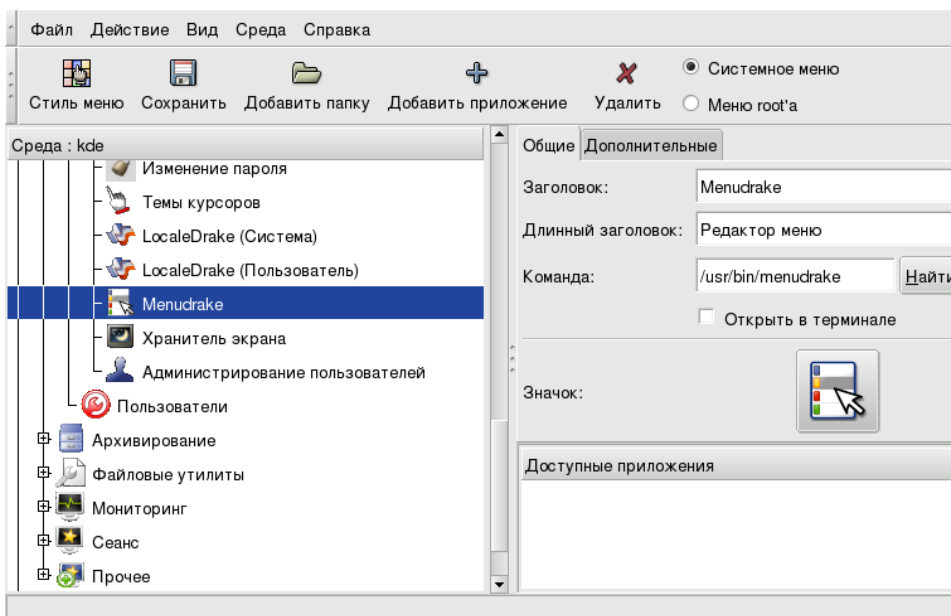 Файл Действие Вид Среда Справка
Стиль меню Сохранить Добавить папку Добавить приложение Удалить
Системное меню
Меню root'а
Среда : kde
Изменение пароля
Темы курсоров
LocaleDrake (Система)
LocaleDrake (Пользователь)
Menudrake
Хранитель экрана
Администрирование пользователей
Пользователи
Архивирование
Файловые утилиты
Мониторинг
Сеанс
Прочее
Общие Дополнительные
Заголовок: Menudrake
Длинный заголовок: Редактор меню
Команда: /usr/bin/menudrake Найти
Открыть в терминале
Значок:
Доступные приложения